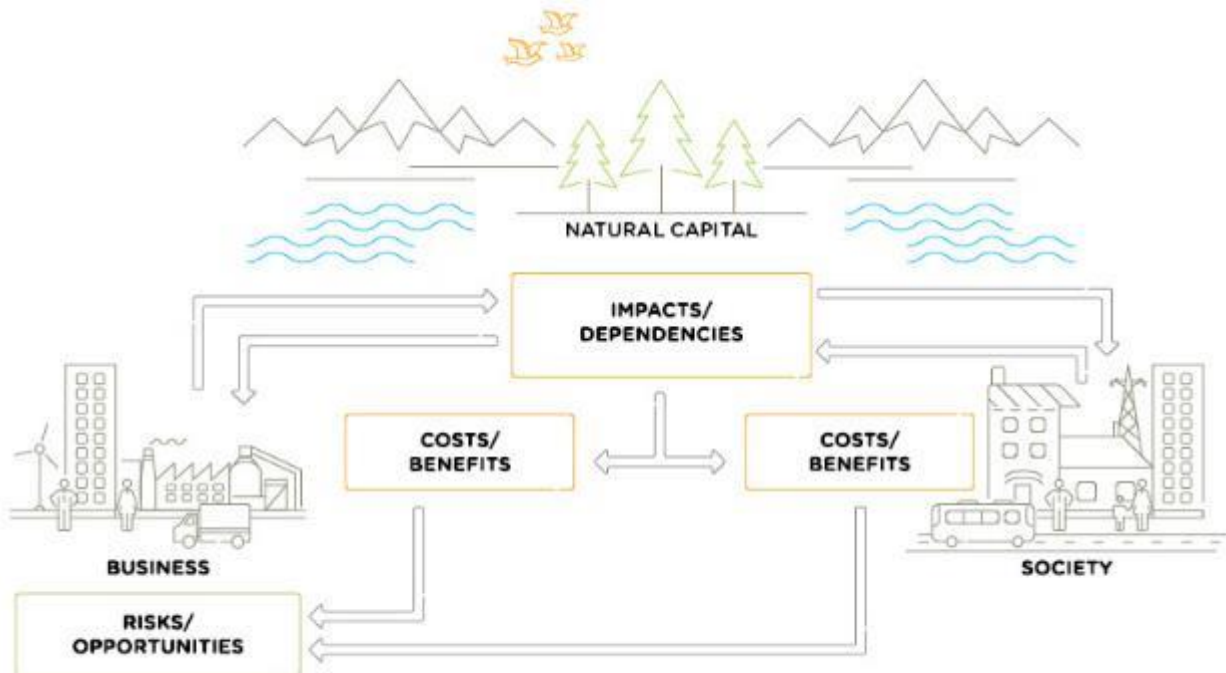 NATURAL CAPITAL
IMPACTS/
DEPENDENCIES
COSTS/
BENEFITS
COSTS/
BENEFITS
BUSINESS
SOCIETY
RISKS/
OPPORTUNITIES